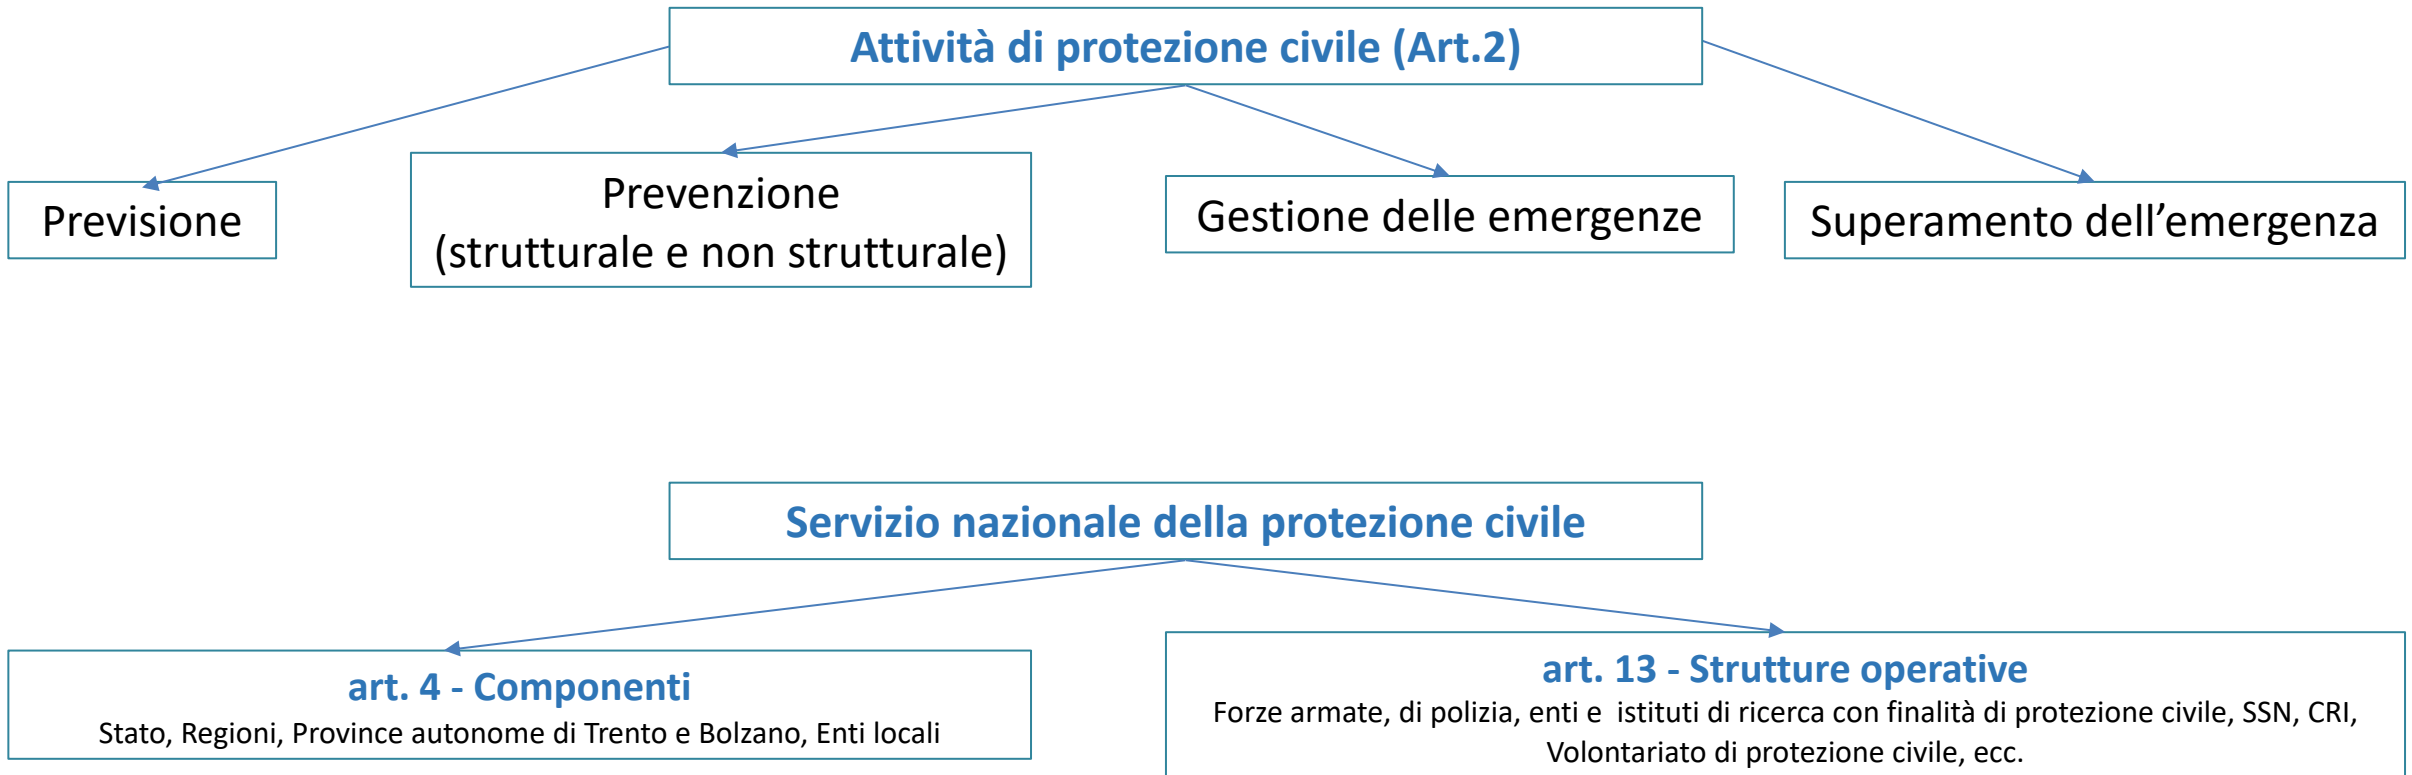 Attività di protezione civile (Art.2)
Previsione
Prevenzione
(strutturale e non strutturale)
Gestione delle emergenze
Superamento dell’emergenza
Servizio nazionale della protezione civile
art. 4 - Componenti
Stato, Regioni, Province autonome di Trento e Bolzano, Enti locali
art. 13 - Strutture operative
Forze armate, di polizia, enti e  istituti di ricerca con finalità di protezione civile, SSN, CRI,
Volontariato di protezione civile, ecc.